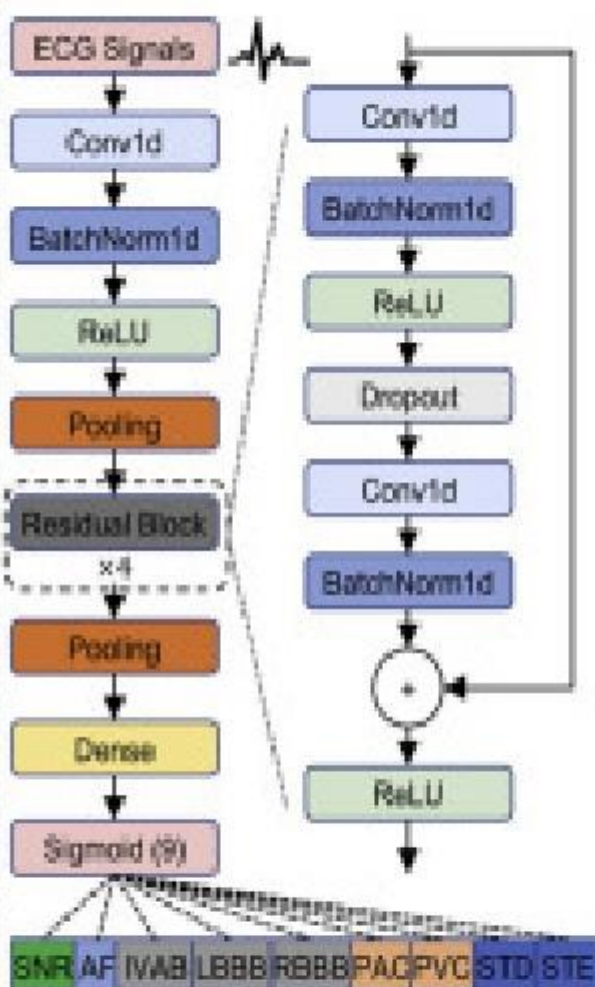 ECG Signals
Conv1d
BatchNorm1d
ReLU
Pooling
Residual Block
×4
Pooling
Dense
Sigmoid (9)
Conv1d
BatchNorm1d
ReLU
Dropout
Conv1d
BatchNorm1d
+
ReLU
SNR AF IVAB LBBB RBBB PAC PVC STD STE